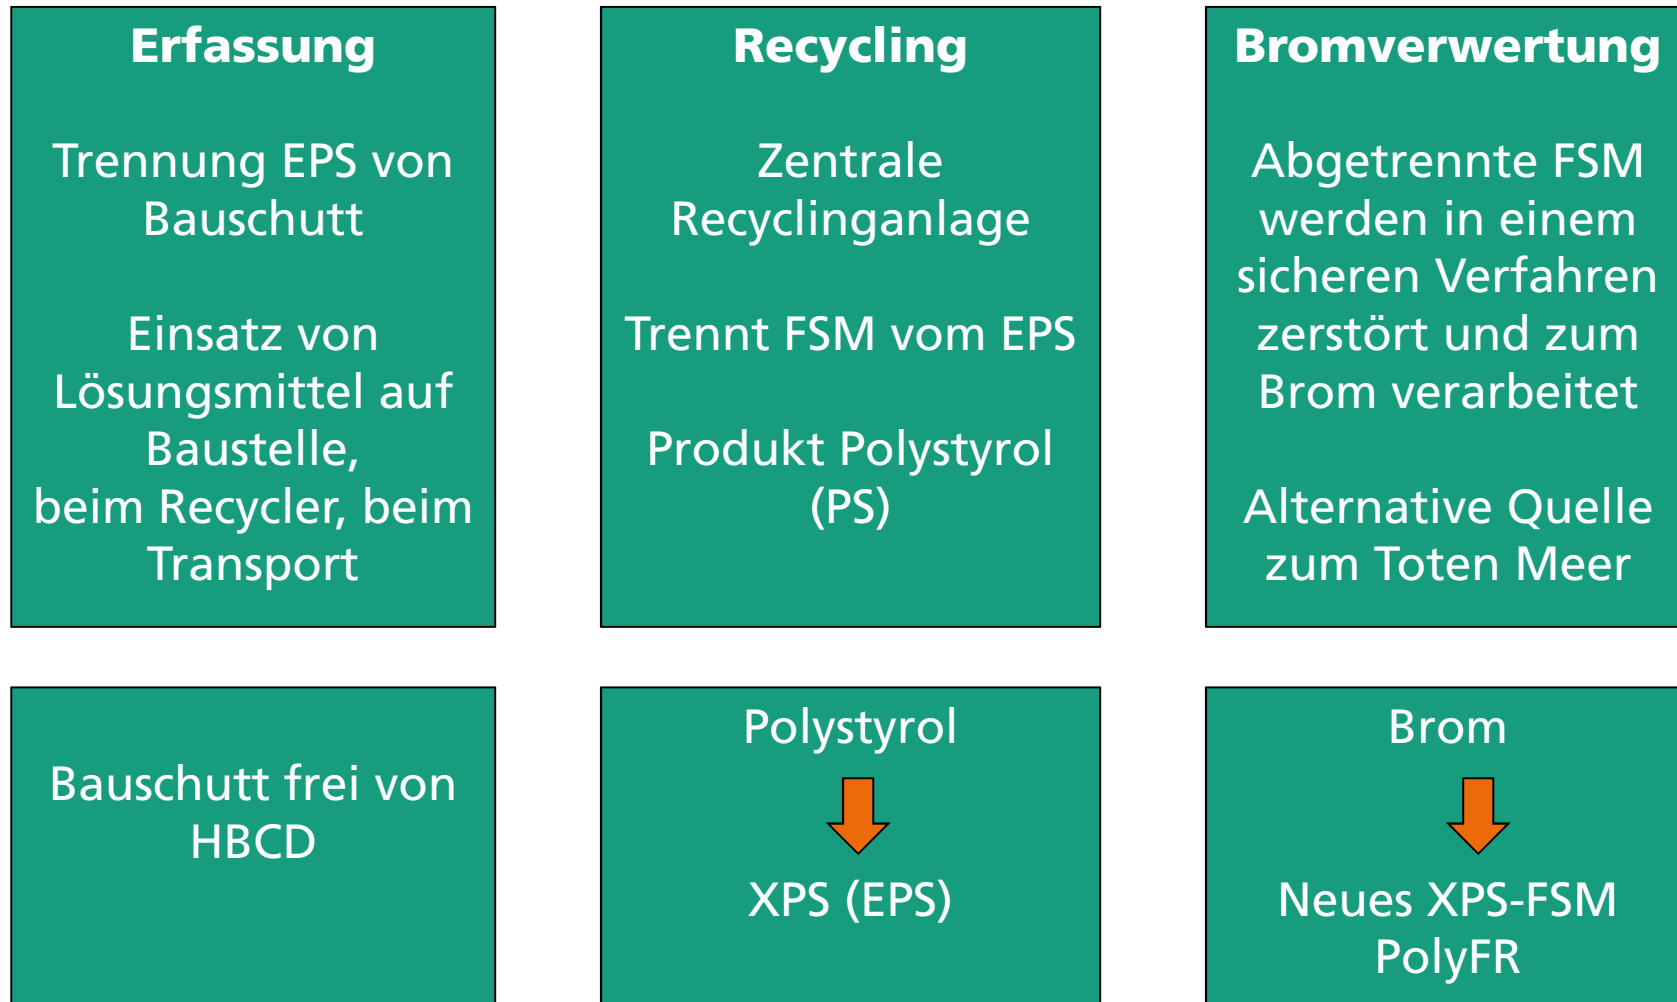 Erfassung
Trennung EPS von
Bauschutt
Einsatz von
Lösungsmittel auf
Baustelle,
beim Recycler, beim
Transport
Recycling
Zentrale
Recyclinganlage
Trennt FSM vom EPS
Produkt Polystyrol
(PS)
Bromverwertung
Abgetrennte FSM
werden in einem
sicheren Verfahren
zerstört und zum
Brom verarbeitet
Alternative Quelle
zum Toten Meer
Bauschutt frei von
HBCD
Polystyrol
XPS (EPS)
Brom
Neues XPS-FSM
PolyFR